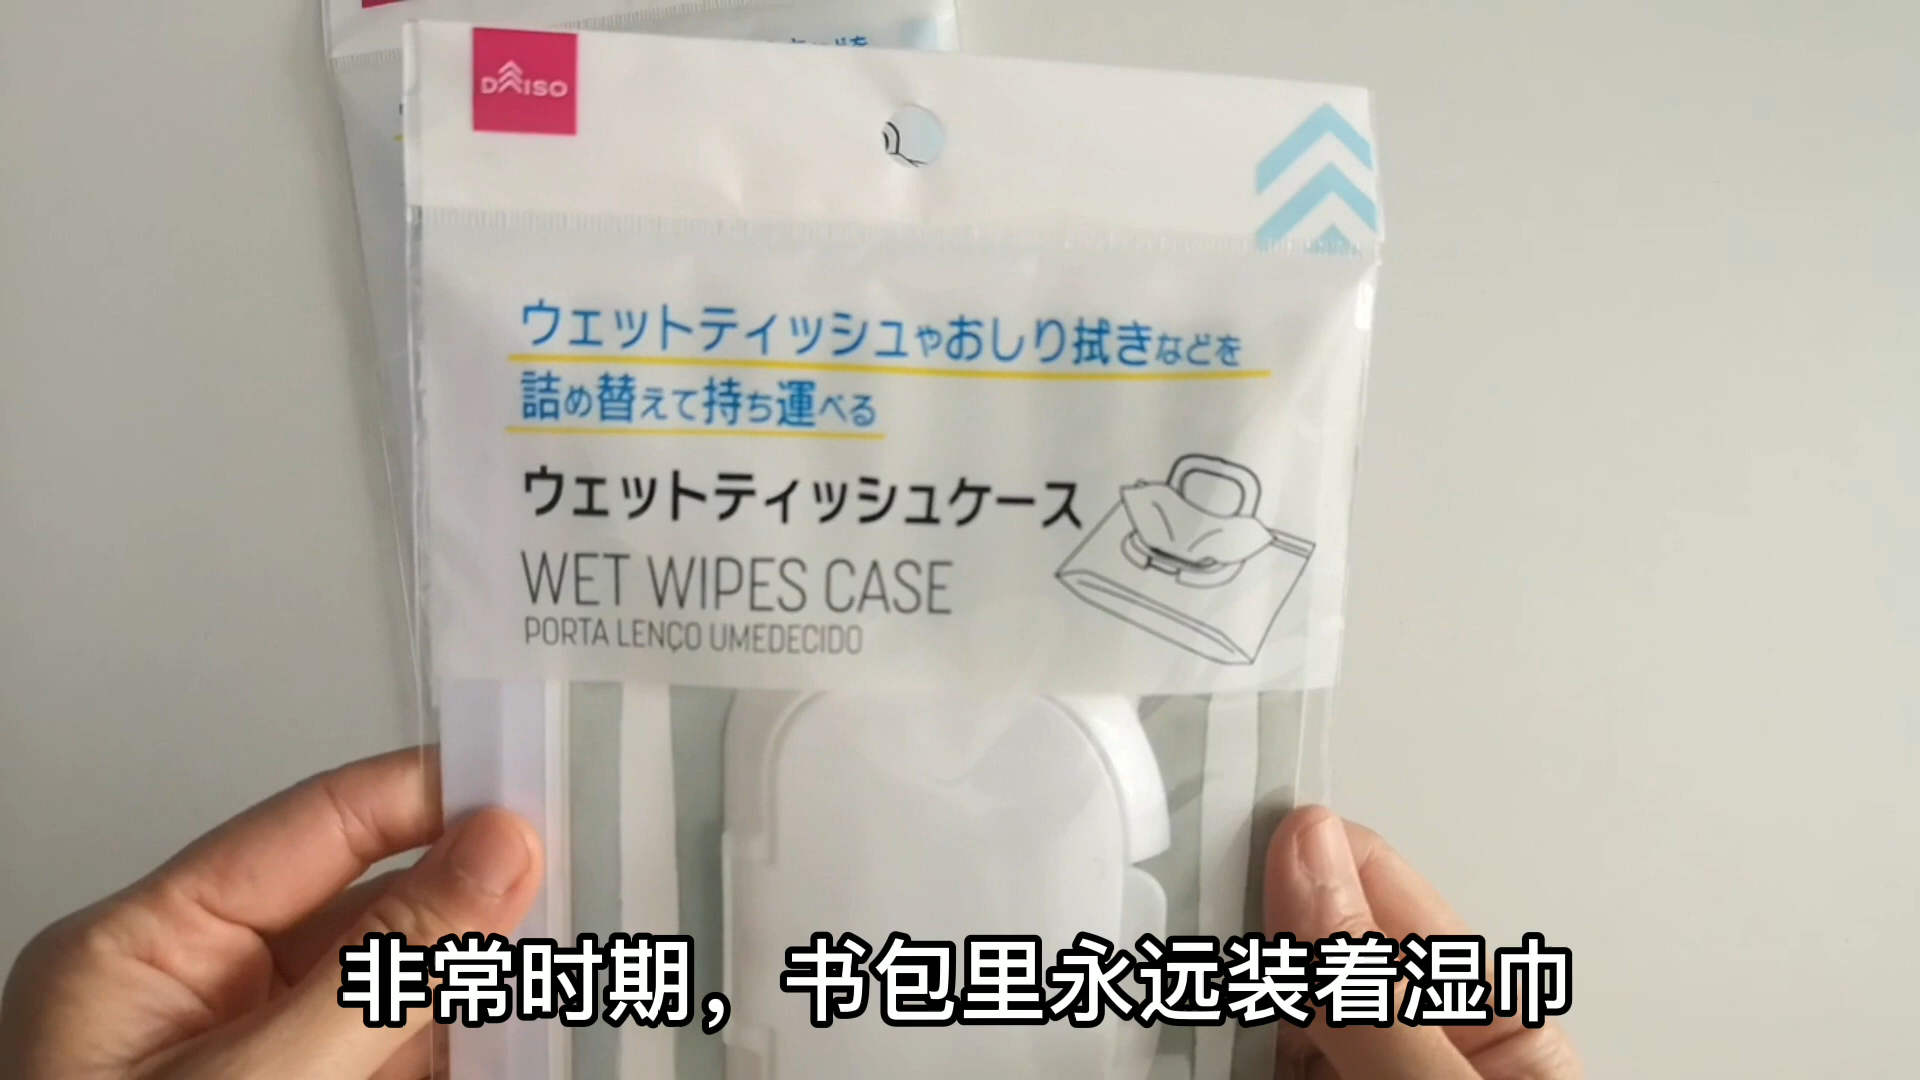 DAISO
ウェットティッシュやおしり拭きなどを
詰め替えて持ち運べる
ウェットティッシュケース
WET WIPES CASE
PORTA LENÇO UMEDECIDO
非常时期，书包里永远装着湿巾